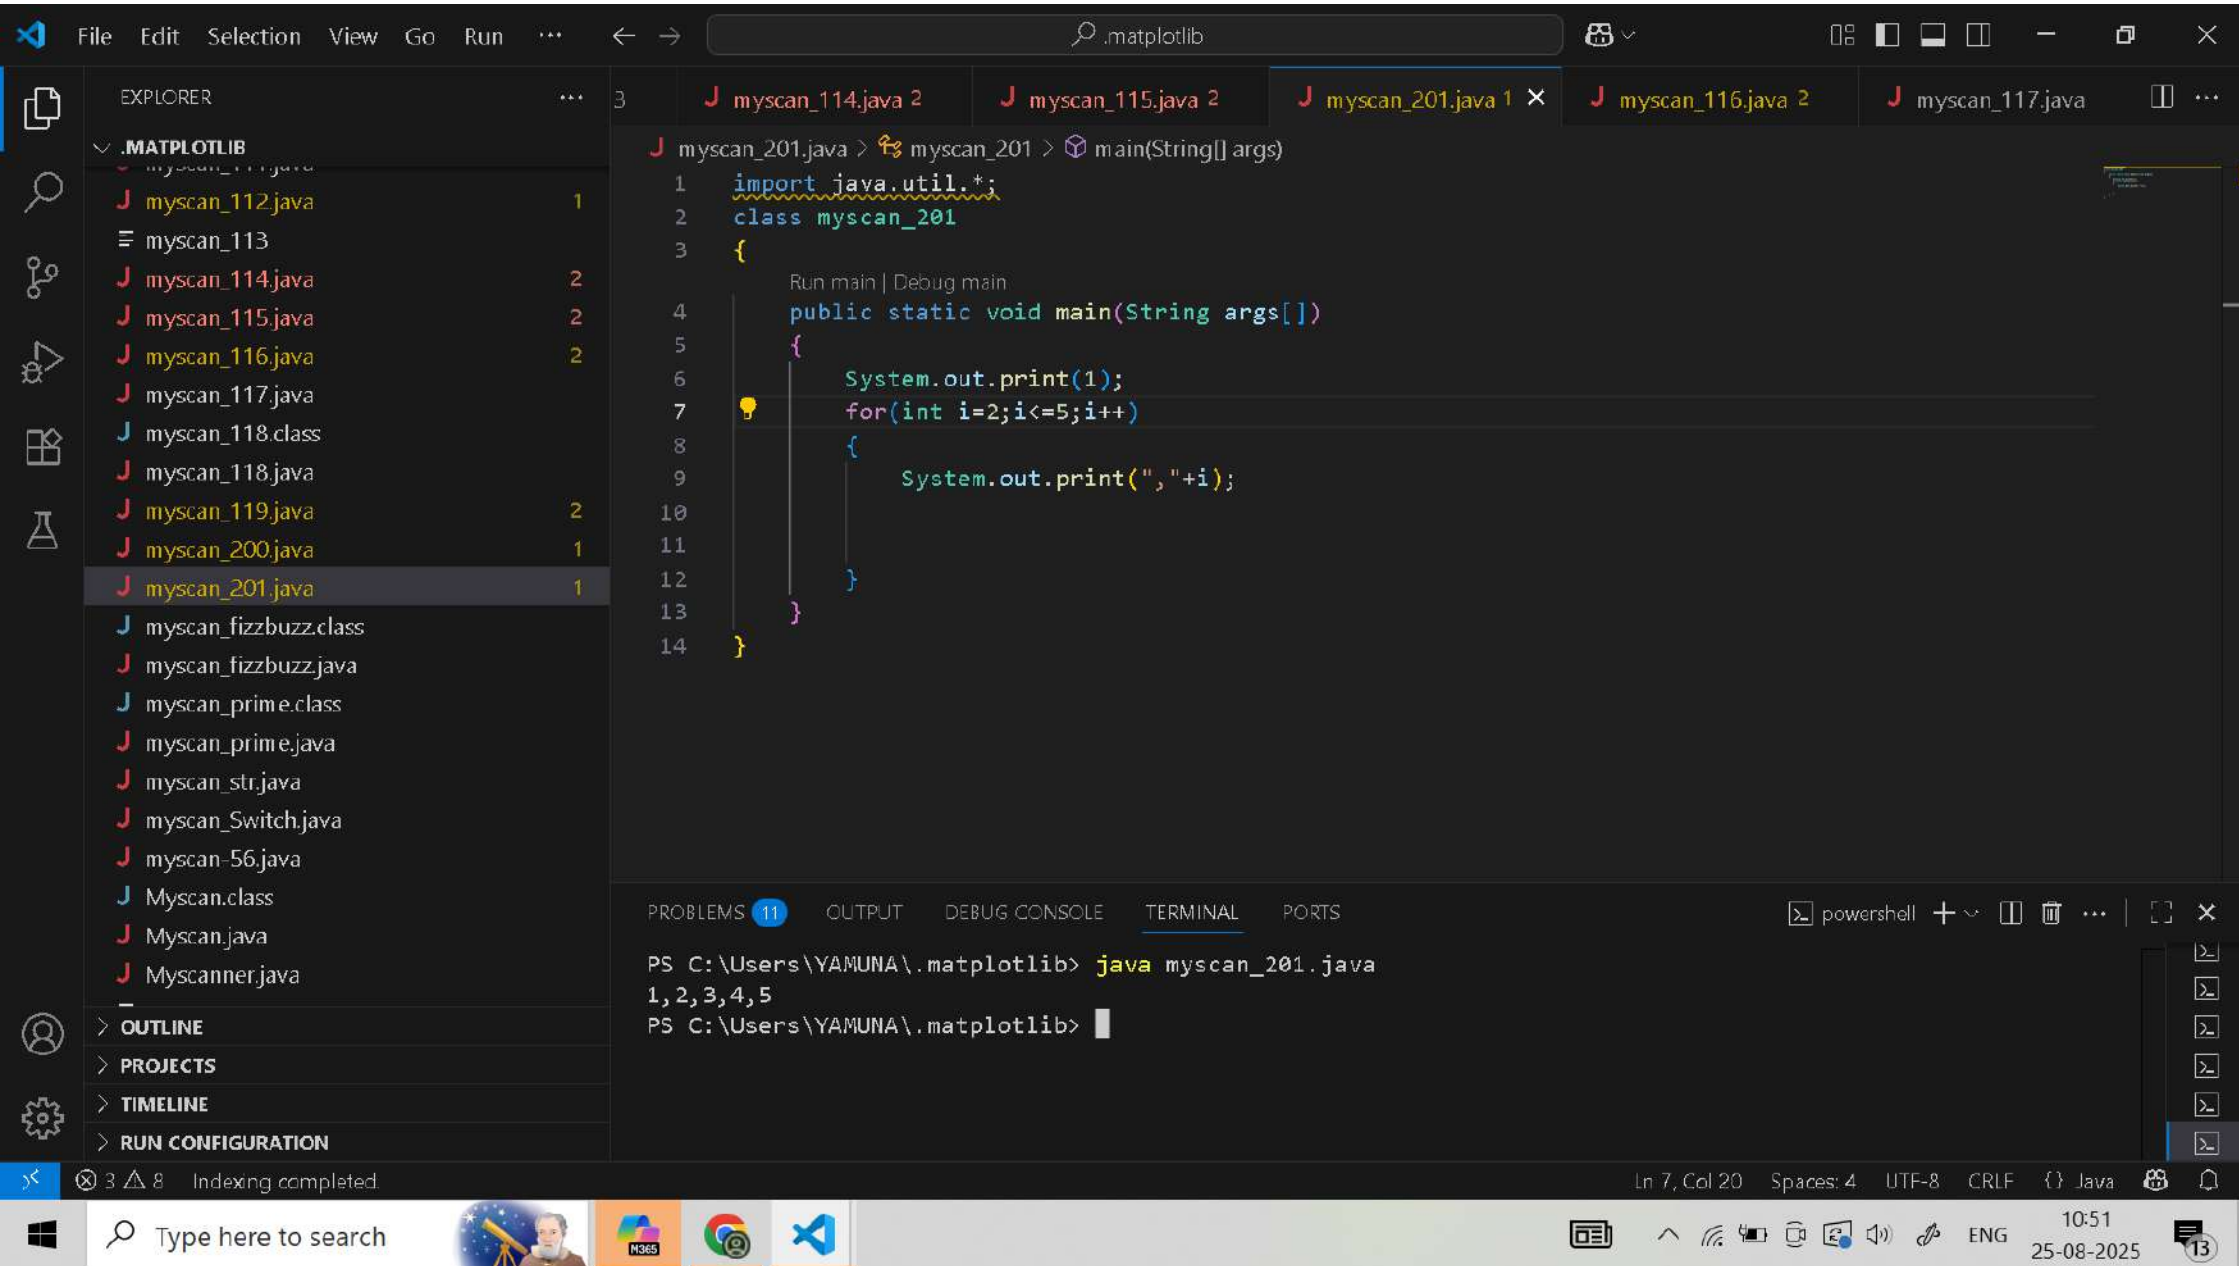 File Edit Selection View Go Run ···
.matplotlib
EXPLORER ···
.MATPLOTLIB
myscan_112.java 1
myscan_113
myscan_114.java 2
myscan_115.java 2
myscan_116.java 2
myscan_117.java
myscan_118.class
myscan_118.java
myscan_119.java 2
myscan_200.java 1
myscan_201.java 1
myscan_fizzbuzz.class
myscan_fizzbuzz.java
myscan_prime.class
myscan_prime.java
myscan_str.java
myscan_Switch.java
myscan-56.java
Myscan.class
Myscan.java
Myscanner.java
OUTLINE
PROJECTS
TIMELINE
RUN CONFIGURATION
3 myscan_114.java 2 myscan_115.java 2 myscan_201.java 1 myscan_116.java 2 myscan_117.java ···
myscan_201.java > myscan_201 > main(String[] args)
1 import java.util.*;
2 class myscan_201
3 {
Run main | Debug main
4 public static void main(String args[])
5 {
6 System.out.print(1);
7 for(int i=2;i<=5;i++)
8 {
9 System.out.print(","+i);
10
11
12 }
13 }
14 }
PROBLEMS 11 OUTPUT DEBUG CONSOLE TERMINAL PORTS powershell ···
PS C:\Users\YAMUNA\.matplotlib> java myscan_201.java
1,2,3,4,5
PS C:\Users\YAMUNA\.matplotlib>
3 8 Indexing completed. Ln 7, Col 20 Spaces: 4 UTF-8 CRLF {} Java
Type here to search M365 ENG 10:51
25-08-2025 13